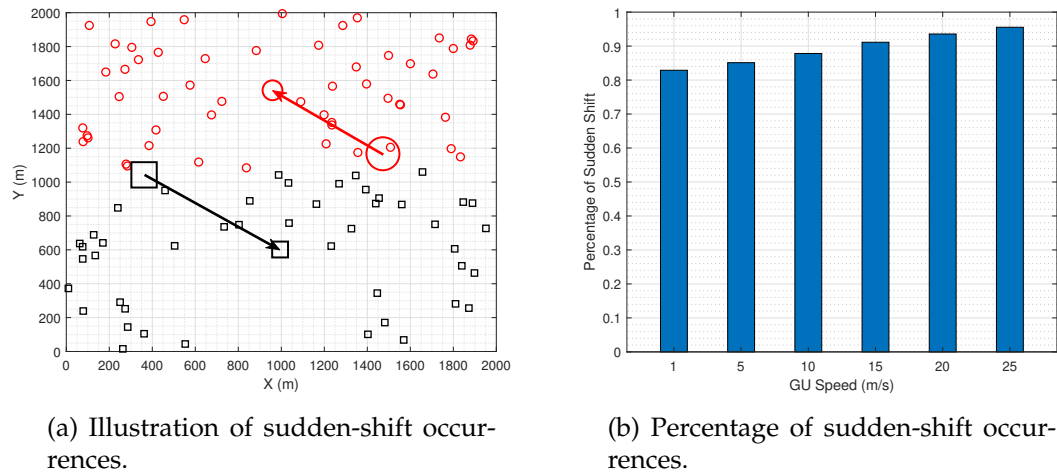 2000
1800
1600
1400
1200
1000
800
600
400
200
0
Y (m)
0 200 400 600 800 1000 1200 1400 1600 1800 2000
X (m)
(a) Illustration of sudden-shift occur-
rences.
1
0.9
0.8
0.7
0.6
0.5
0.4
0.3
0.2
0.1
0
Percentage of Sudden Shift
1 5 10 15 20 25
GU Speed (m/s)
(b) Percentage of sudden-shift occur-
rences.